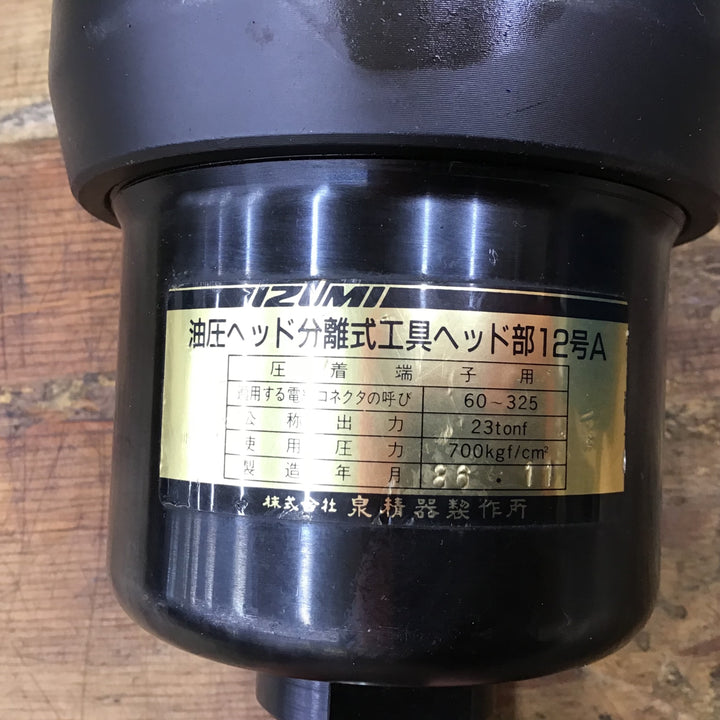 IZUMI
油圧ヘッド分離式工具ヘッド部12号A
圧着端子用
用する電 コネクタの呼び 60~325
公称出力 23tonf
使用圧力 700kgf/cm²
製造年月 86・11
株式会社 泉精器製作所